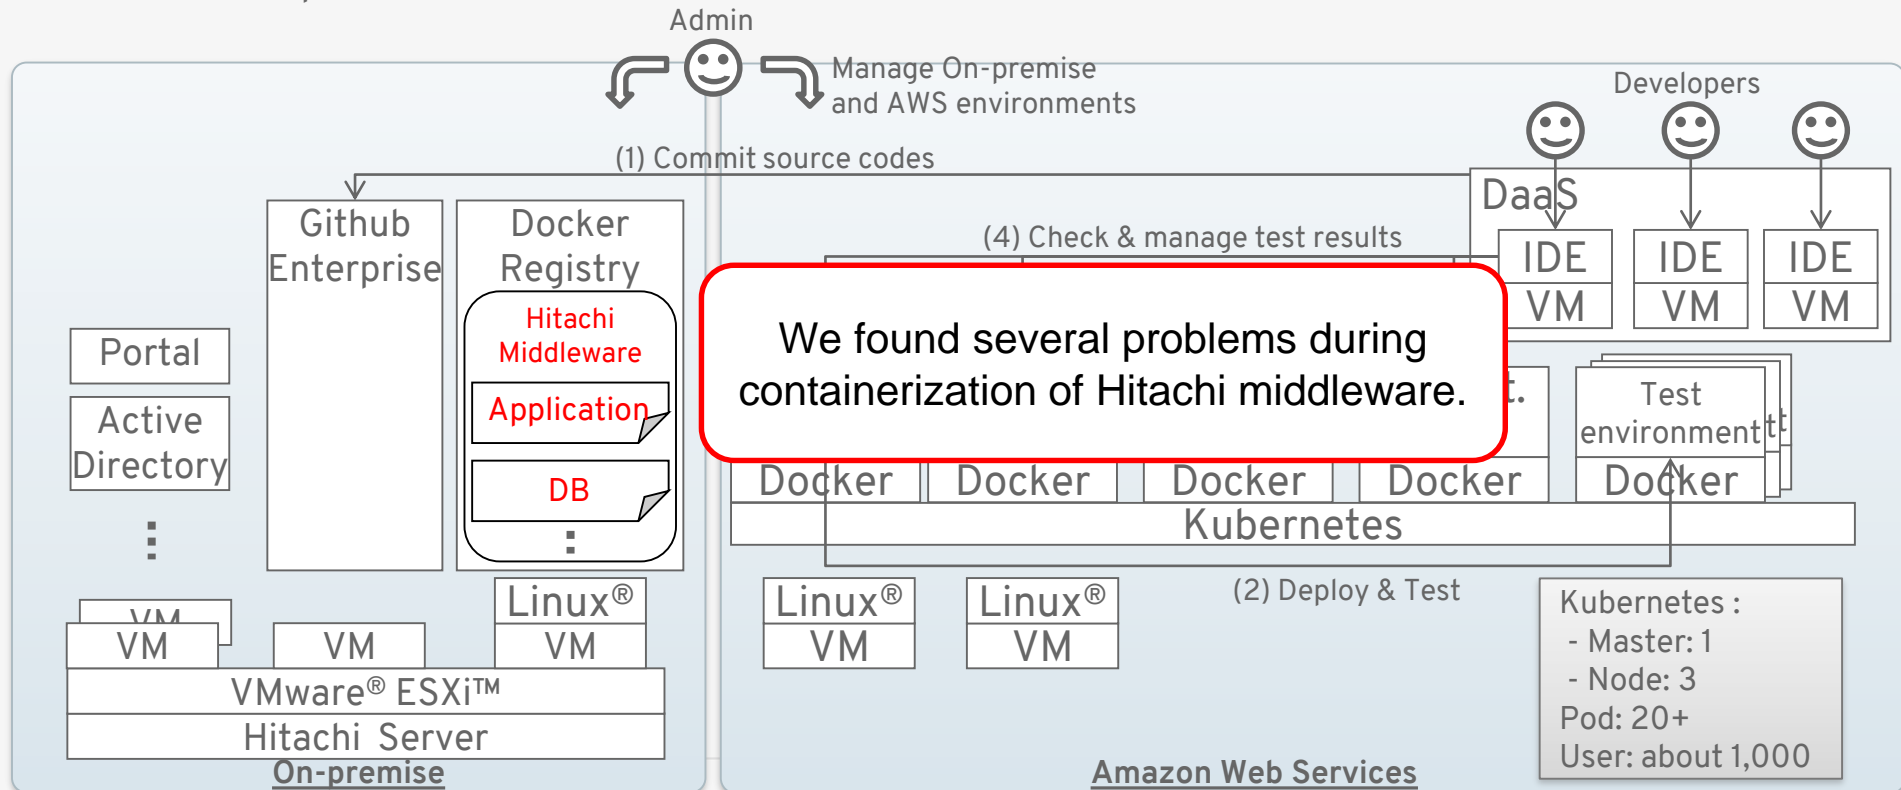 Admin
Manage On-premise
and AWS environments
Developers
(1) Commit source codes
DaaS
Github
Enterprise
Docker
Registry
(4) Check & manage test results
IDE
VM
IDE
VM
IDE
VM
Hitachi
Middleware
Application
DB
We found several problems during
containerization of Hitachi middleware.
Portal
Active
Directory
t.
Test
environment
t
t
Docker
Docker
Docker
Docker
Docker
Kubernetes
(2) Deploy & Test
Linux®
VM
Linux®
VM
Linux®
VM
VM
VM
VM
VMware® ESXi™
Hitachi Server
On-premise
Amazon Web Services
Kubernetes :
- Master: 1
- Node: 3
Pod: 20+
User: about 1,000